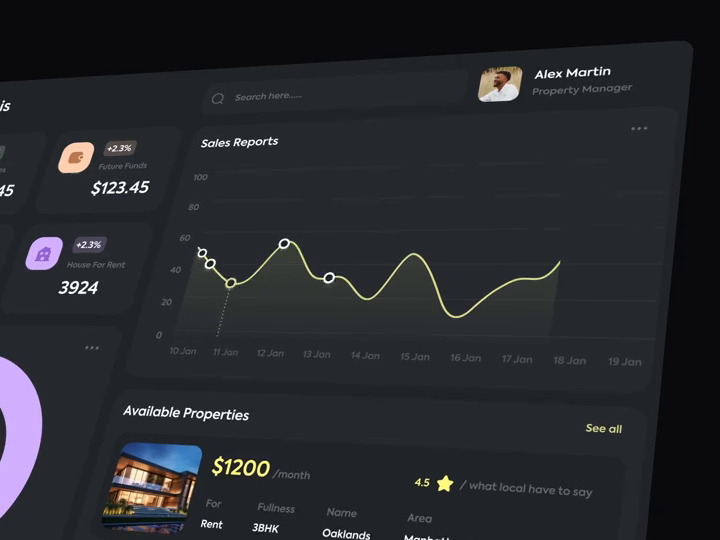 is
Search here.....
Alex Martin
Property Manager
45
+2.3%
Future Funds
$123.45
+2.3%
House For Rent
3924
Sales Reports
100
80
60
40
20
0
10 Jan 11 Jan 12 Jan 13 Jan 14 Jan 15 Jan 16 Jan 17 Jan 18 Jan 19 Jan
Available Properties
See all
$1200 /month
4.5 / what local have to say
For Fullness Name Area
Rent 3BHK Oaklands